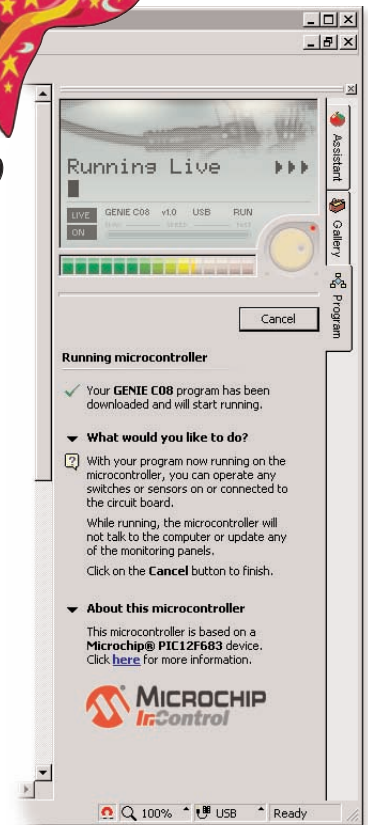 Running Live
LIVE
GENIE C08 v1.0 USB RUN
ON
Assistant
Gallery
Program
Cancel
Running microcontroller
Your GENIE C08 program has been
downloaded and will start running.
What would you like to do?
With your program now running on the
microcontroller, you can operate any
switches or sensors on or connected to
the circuit board.
While running, the microcontroller will
not talk to the computer or update any
of the monitoring panels.
Click on the Cancel button to finish.
About this microcontroller
This microcontroller is based on a
Microchip® PIC12F683 device.
Click here for more information.
MICROCHIP
InControl
100% USB Ready